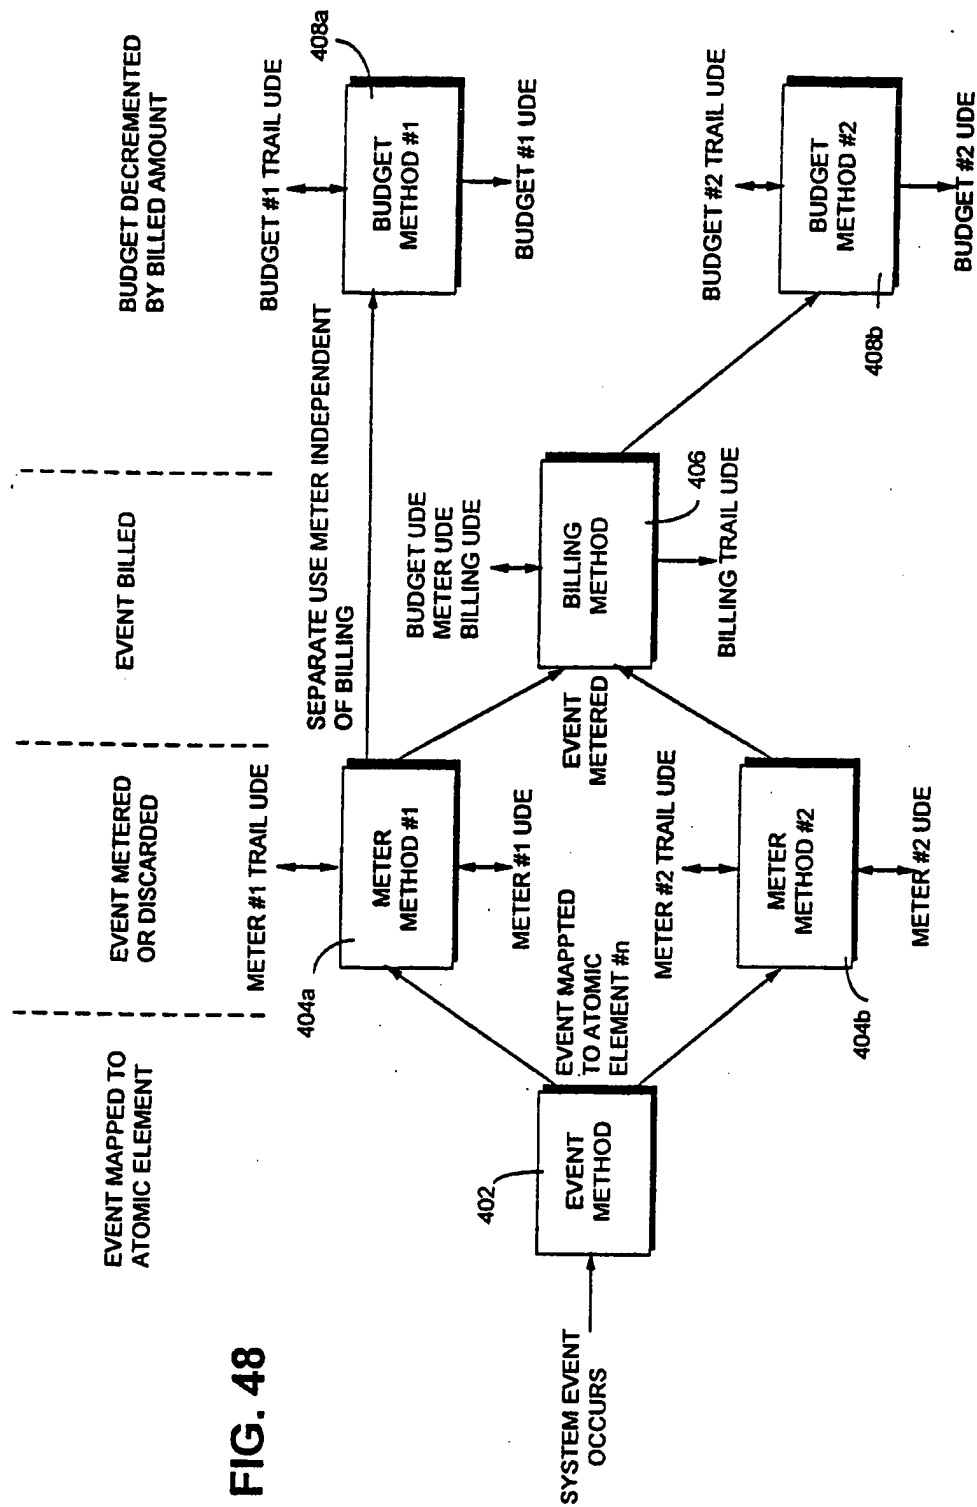 FIG. 48
EVENT MAPPED TO
ATOMIC ELEMENT
EVENT METERED
OR DISCARDED
EVENT BILLED
BUDGET DECREMENTED
BY BILLED AMOUNT
SYSTEM EVENT
OCCURS
402
EVENT
METHOD
EVENT MAPPTED
TO ATOMIC
ELEMENT #n
METER #1 TRAIL UDE
404a
METER
METHOD #1
METER #1 UDE
METER #2 TRAIL UDE
METER
METHOD #2
404b
METER #2 UDE
SEPARATE USE METER INDEPENDENT
OF BILLING
EVENT
METERED
BUDGET UDE
METER UDE
BILLING UDE
BILLING
METHOD
406
BILLING TRAIL UDE
BUDGET #1 TRAIL UDE
408a
BUDGET
METHOD #1
BUDGET #1 UDE
BUDGET #2 TRAIL UDE
BUDGET
METHOD #2
408b
BUDGET #2 UDE